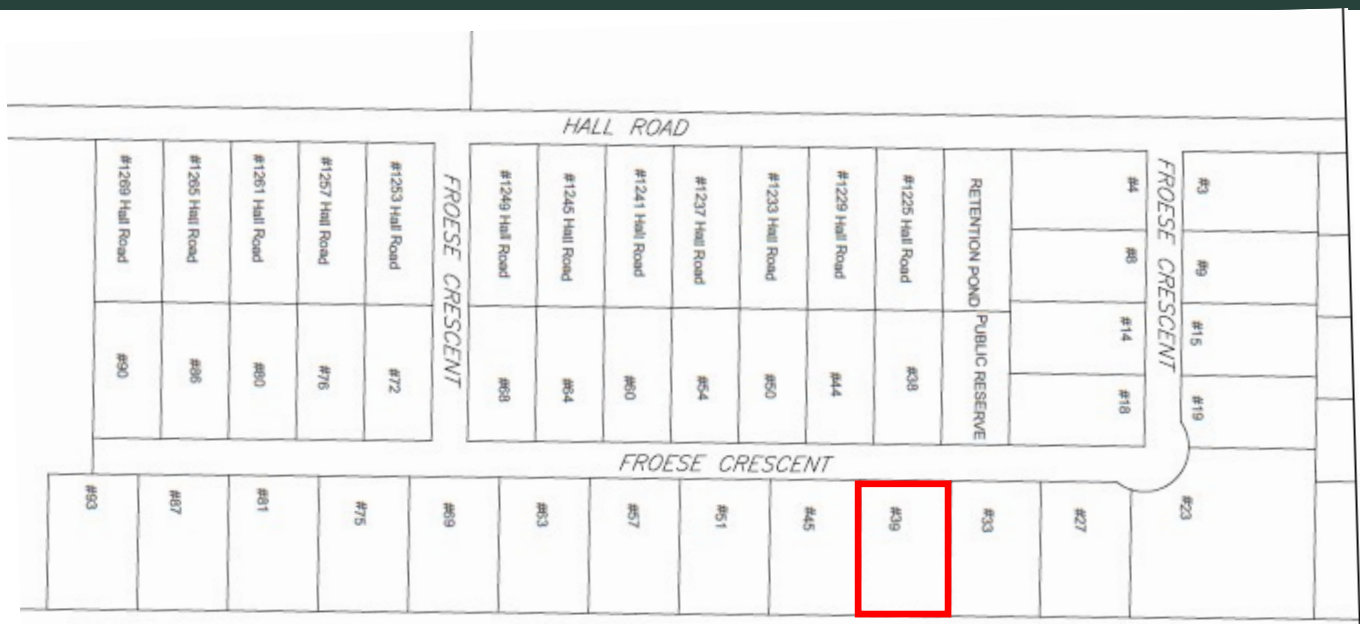 HALL ROAD
#1269 Hall Road
#1265 Hall Road
#1261 Hall Road
#1257 Hall Road
#1253 Hall Road
FROESE CRESCENT
#1249 Hall Road
#1245 Hall Road
#1241 Hall Road
#1237 Hall Road
#1233 Hall Road
#1229 Hall Road
#1225 Hall Road
RETENTION POND
PUBLIC RESERVE
#4
#8
#14
#18
FROESE CRESCENT
#3
#9
#15
#19
#90
#86
#80
#76
#72
#68
#64
#60
#54
#50
#44
#38
FROESE CRESCENT
#93
#87
#81
#75
#69
#63
#57
#51
#45
#39
#33
#27
#23